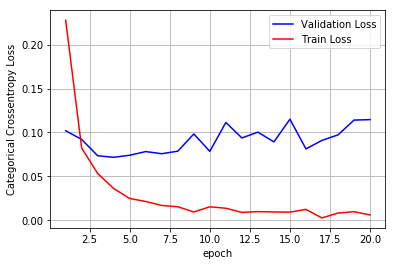 Validation Loss
Train Loss
0.20
0.15
0.10
0.05
0.00
Categorical Crossentropy Loss
2.5 5.0 7.5 10.0 12.5 15.0 17.5 20.0
epoch